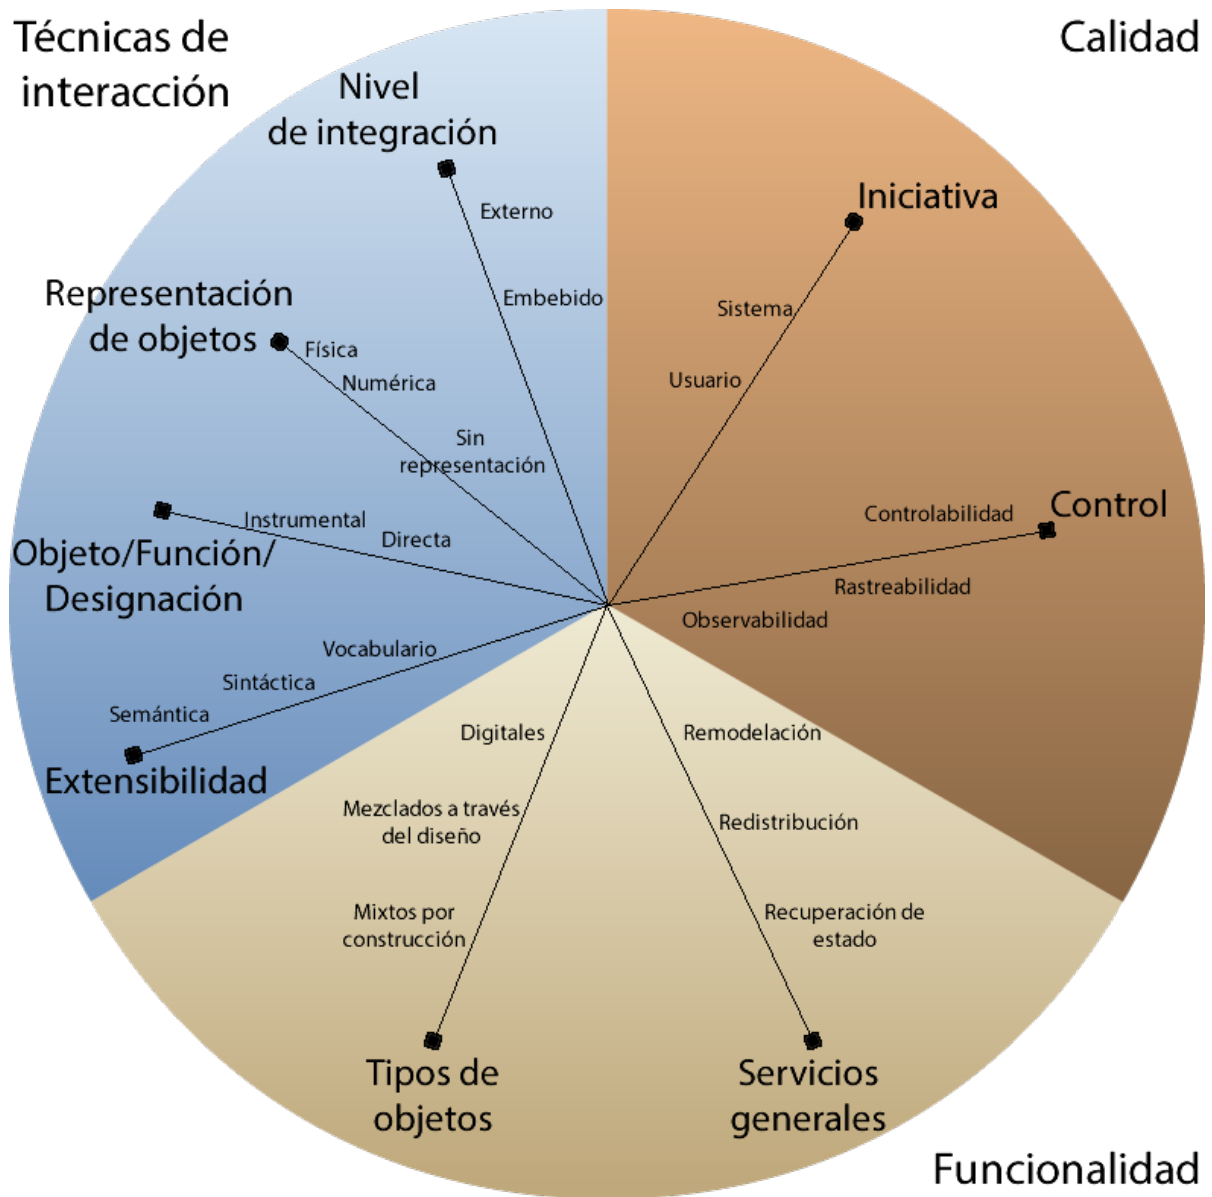 Técnicas de
interacción
Calidad
Nivel
de integración
Externo
Embebido
Iniciativa
Sistema
Usuario
Representación
de objetos
Física
Numérica
Sin
representación
Instrumental
Directa
Objeto/Función/
Designación
Control
Controlabilidad
Rastreabilidad
Observabilidad
Vocabulario
Sintáctica
Semántica
Extensibilidad
Digitales
Mezclados a través
del diseño
Mixtos por
construcción
Tipos de
objetos
Remodelación
Redistribución
Recuperación de
estado
Servicios
generales
Funcionalidad